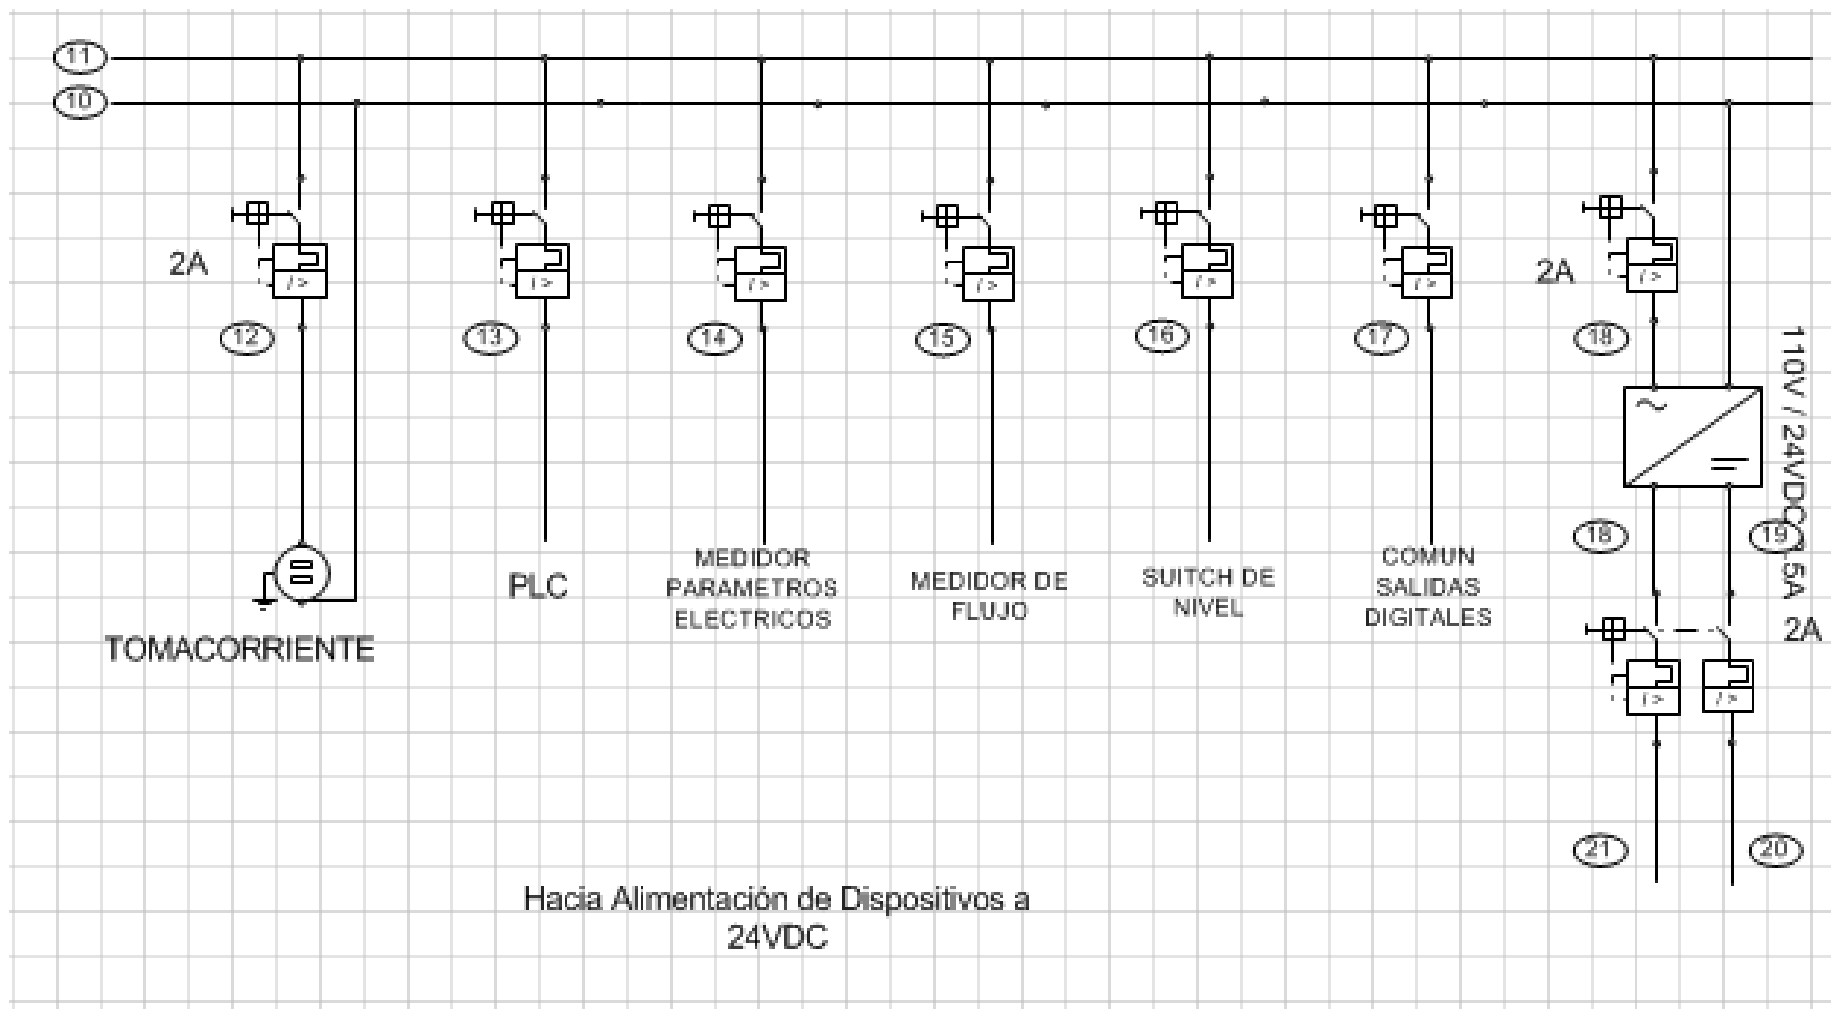 11
10
2A
2A
12
13
14
15
16
17
18
110V / 24VDC 2.5A
18
19
TOMACORRIENTE
PLC
MEDIDOR
PARAMETROS
ELECTRICOS
MEDIDOR DE
FLUJO
SUITCH DE
NIVEL
COMUN
SALIDAS
DIGITALES
2A
I >
I >
I >
I >
I >
I >
I >
I >
I >
21
20
Hacia Alimentación de Dispositivos a
24VDC